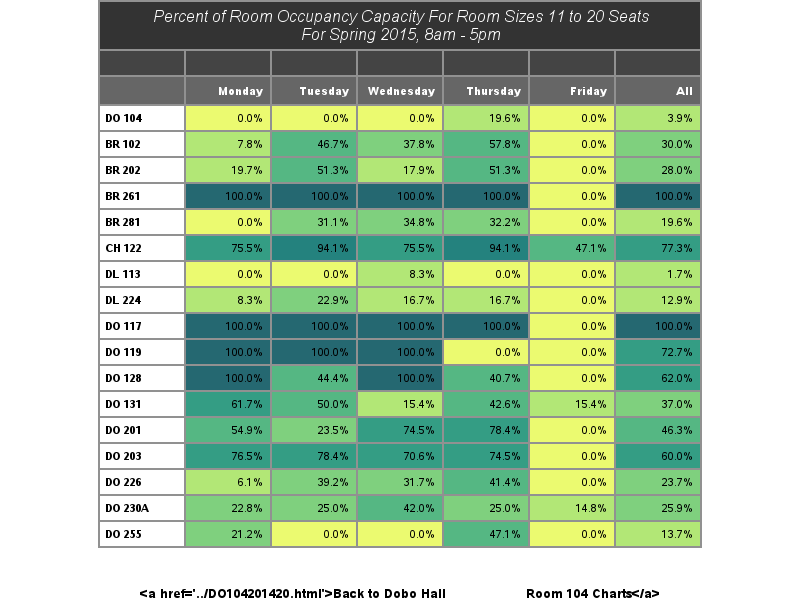 Percent of Room Occupancy Capacity For Room Sizes 11 to 20 Seats
For Spring 2015, 8am - 5pm
Monday Tuesday Wednesday Thursday Friday All
DO 104 0.0% 0.0% 0.0% 19.6% 0.0% 3.9%
BR 102 7.8% 46.7% 37.8% 57.8% 0.0% 30.0%
BR 202 19.7% 51.3% 17.9% 51.3% 0.0% 28.0%
BR 261 100.0% 100.0% 100.0% 100.0% 0.0% 100.0%
BR 281 0.0% 31.1% 34.8% 32.2% 0.0% 19.6%
CH 122 75.5% 94.1% 75.5% 94.1% 47.1% 77.3%
DL 113 0.0% 0.0% 8.3% 0.0% 0.0% 1.7%
DL 224 8.3% 22.9% 16.7% 16.7% 0.0% 12.9%
DO 117 100.0% 100.0% 100.0% 100.0% 0.0% 100.0%
DO 119 100.0% 100.0% 100.0% 0.0% 0.0% 72.7%
DO 128 100.0% 44.4% 100.0% 40.7% 0.0% 62.0%
DO 131 61.7% 50.0% 15.4% 42.6% 15.4% 37.0%
DO 201 54.9% 23.5% 74.5% 78.4% 0.0% 46.3%
DO 203 76.5% 78.4% 70.6% 74.5% 0.0% 60.0%
DO 226 6.1% 39.2% 31.7% 41.4% 0.0% 23.7%
DO 230A 22.8% 25.0% 42.0% 25.0% 14.8% 25.9%
DO 255 21.2% 0.0% 0.0% 47.1% 0.0% 13.7%
<a href='../DO104201420.html'>Back to Dobo Hall Room 104 Charts</a>